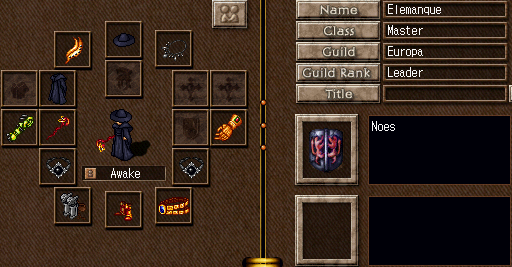 Name Elemanque
Class Master
Guild Europa
Guild Rank Leader
Title
Noes
Awake